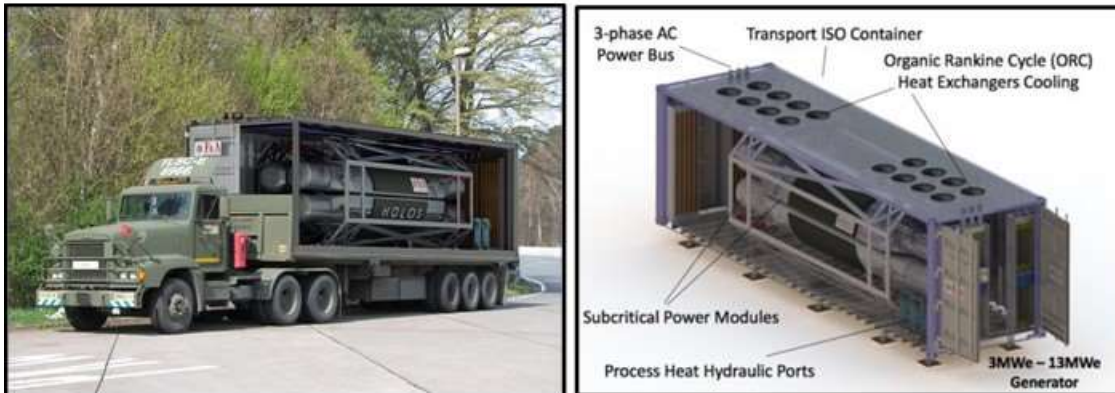 HOLOS
3-phase AC
Power Bus
Transport ISO Container
Organic Rankine Cycle (ORC)
Heat Exchangers Cooling
Subcritical Power Modules
Process Heat Hydraulic Ports
3MWe – 13MWe
Generator